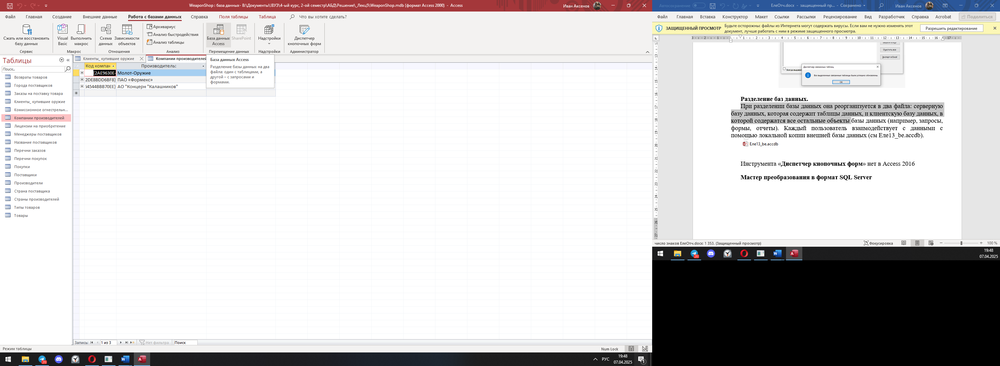 WeaponShop : база данных- B:\Документы\!ВУЗ\4-ый курс, 2-ой семестр\АБД\Решение\_Лекц5\WeaponShop.mdb (формат Access 2000) - Access
Иван Аксенов
Файл Главная Создание Внешние данные Работа с базами данных Справка Поля таблицы Таблица Что вы хотите сделать?
Сжать или восстановить базу данных
Сервис
Visual Basic
Выполнить макрос
Макрос
Схема данных
Зависимости объектов
Отношения
Архивариус
Анализ быстродействия
Анализ таблицы
Анализ
База данных Access
SharePoint
Перемещение данных
Надстройки
Надстройки
Диспетчер кнопочных форм
Администратор
Таблицы
Поиск...
Возвраты товаров
Города поставщиков
Заказы на поставку товара
Клиенты_ купившие оружие
Комиссионное огнестрельн...
Компании производителей
Лицензии на приобретение
Менеджеры поставщиков
Название поставщиков
Перечни заказов
Перечни покупок
Покупки
Поставщики
Производители
Страна поставщика
Страны производителей
Типы товаров
Товары
Клиенты_ купившие оружие
Компании производителей
Код компан Производитель:
{2AE9630E- Молот-Оружие
2DE8BDD6BF8} ПАО «Формекс»
54544BBB70EE} АО "Концерн "Калашников"
База данных Access
Разделение базы данных на два
файла: один с таблицами, а
другой – с запросами и
формами.
Запись: 1 из 3 Нет фильтра Поиск
Режим таблицы
Num Lock
71
РУС
19:48
07.04.2025
1
Автосохранение
ЕлеОтч.docx - защищенный пр... - Сохранено
Иван Аксенов
Файл Главная Вставка Конструктор Макет Ссылки Рассылки Рецензирование Вид Разработчик Справка Acrobat Поделиться
ЗАЩИЩЕННЫЙ ПРОСМОТР
Будьте осторожны: файлы из Интернета могут содержать вирусы. Если вам не нужно изменять этот
документ, лучше работать с ним в режиме защищенного просмотра.
Разрешить редактирование
Очистить все
Экспорт в Excel
Диспетчер связанных таблиц
Все выделенные связанные таблицы были успешно обновлены.
ОК
Всегда выдават
Разделение баз данных.
При разделении базы данных она реорганизуется в два файла: серверную
базу данных, которая содержит таблицы данных, и клиентскую базу данных, в
которой содержатся все остальные объекты базы данных (например, запросы,
формы, отчеты). Каждый пользователь взаимодействует с данными с
помощью локальной копии внешней базы данных (см Еле13_be.accdb).
Еле13_be.accdb
Инструмента «Диспетчер кнопочных форм» нет в Access 2016
Мастер преобразования в формат SQL Server
число знаков ЕлеОтч.docx: 1 353. (Защищенный просмотр)
Фокусировка
100 %
71
19:48
07.04.2025